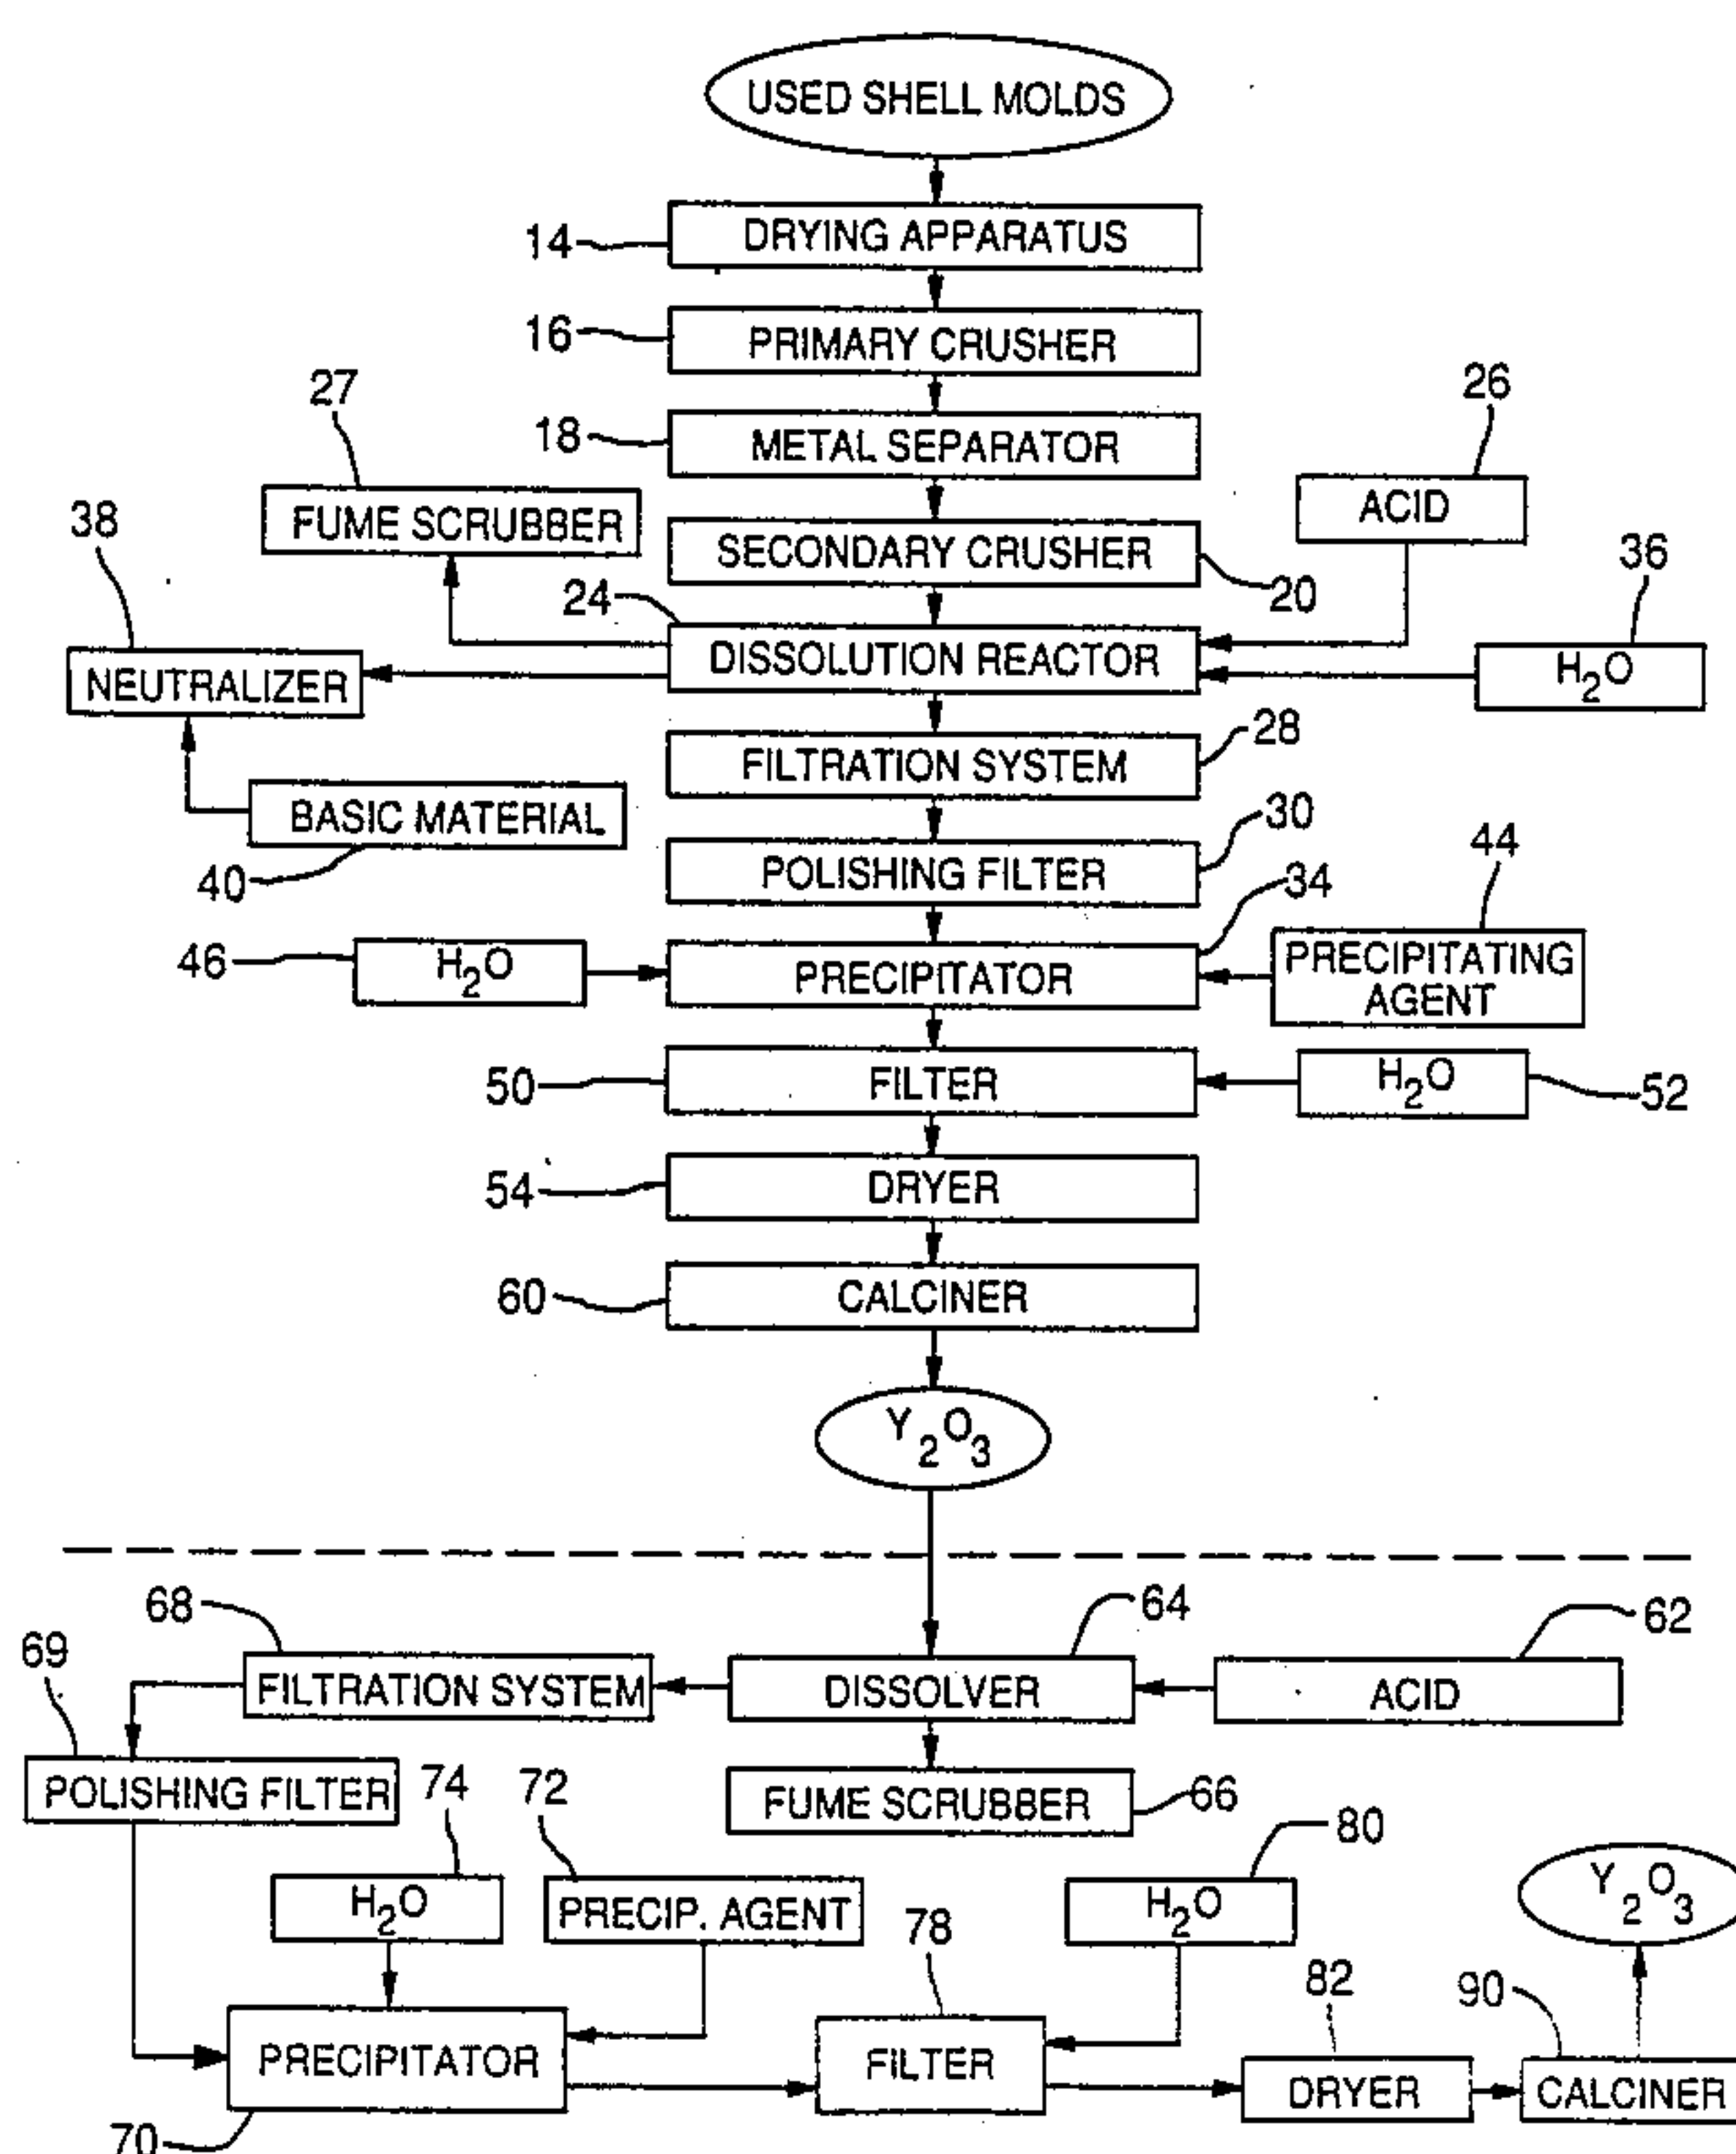 USED SHELL MOLDS
14
DRYING APPARATUS
16
PRIMARY CRUSHER
27
26
18
METAL SEPARATOR
ACID
38
FUME SCRUBBER
SECONDARY CRUSHER
20
36
24
NEUTRALIZER
DISSOLUTION REACTOR
H2O
28
FILTRATION SYSTEM
BASIC MATERIAL
40
30
POLISHING FILTER
34
44
46
H2O
PRECIPITATOR
PRECIPITATING
AGENT
50
FILTER
H2O
52
54
DRYER
60
CALCINER
Y2O3
68
64
62
69
FILTRATION SYSTEM
DISSOLVER
ACID
POLISHING FILTER
74
72
FUME SCRUBBER
66
80
H2O
PRECIP. AGENT
78
H2O
Y2O3
82
90
PRECIPITATOR
FILTER
DRYER
CALCINER
70